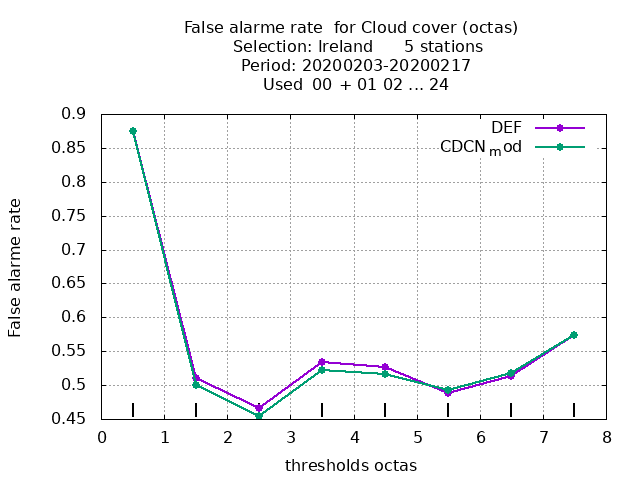 False alarme rate  for Cloud cover (octas)
Selection: Ireland      5 stations
Period: 20200203-20200217
Used  00 + 01 02 ... 24
DEF
CDCNmod
0.9
0.85
0.8
0.75
0.7
0.65
0.6
0.55
0.5
0.45
False alarme rate
0 1 2 3 4 5 6 7 8
thresholds octas